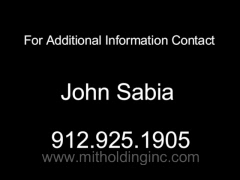 For Additional Information Contact
John Sabia
912.925.1905
www.mitholdinginc.com